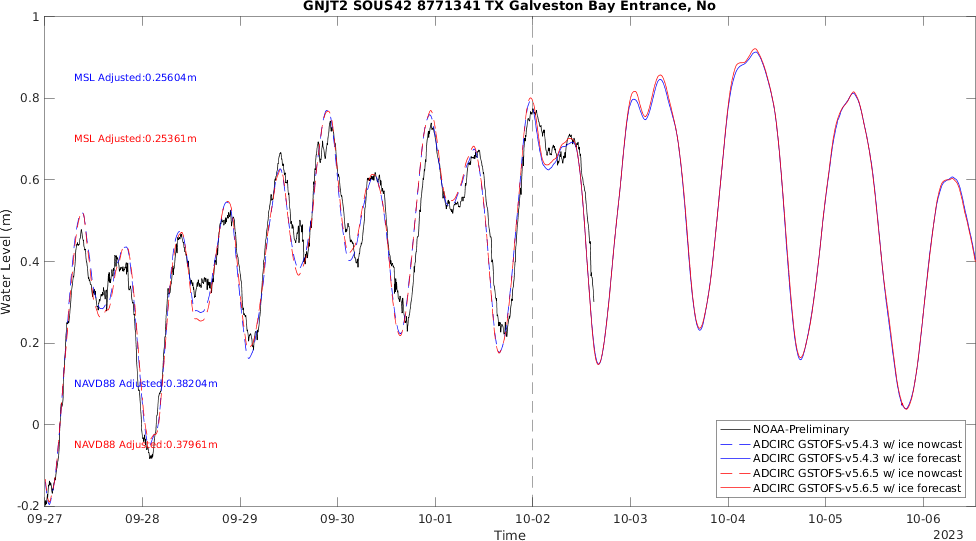 GNJT2 SOUS42 8771341 TX Galveston Bay Entrance, No
1
0.8
0.6
0.4
0.2
0
-0.2
Water Level (m)
MSL Adjusted:0.25604m
MSL Adjusted:0.25361m
NAVD88 Adjusted:0.38204m
NAVD88 Adjusted:0.37961m
NOAA-Preliminary
ADCIRC GSTOFS-v5.4.3 w/ ice nowcast
ADCIRC GSTOFS-v5.4.3 w/ ice forecast
ADCIRC GSTOFS-v5.6.5 w/ ice nowcast
ADCIRC GSTOFS-v5.6.5 w/ ice forecast
09-27 09-28 09-29 09-30 10-01 10-02 10-03 10-04 10-05 10-06
Time
2023